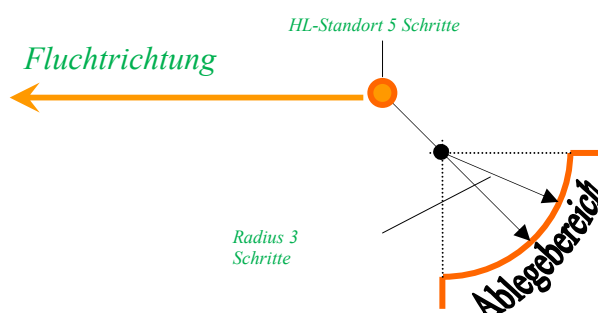 HL-Standort 5 Schritte
Fluchtrichtung
Radius 3
Schritte
Ablegebereich